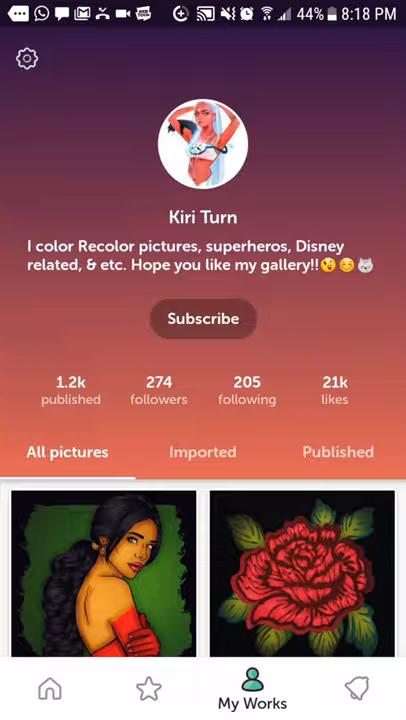 44% 8:18 PM
Kiri Turn
I color Recolor pictures, superheros, Disney
related, & etc. Hope you like my gallery!!😘😊🐺
Subscribe
1.2k 274 205 21k
published followers following likes
All pictures Imported Published
My Works